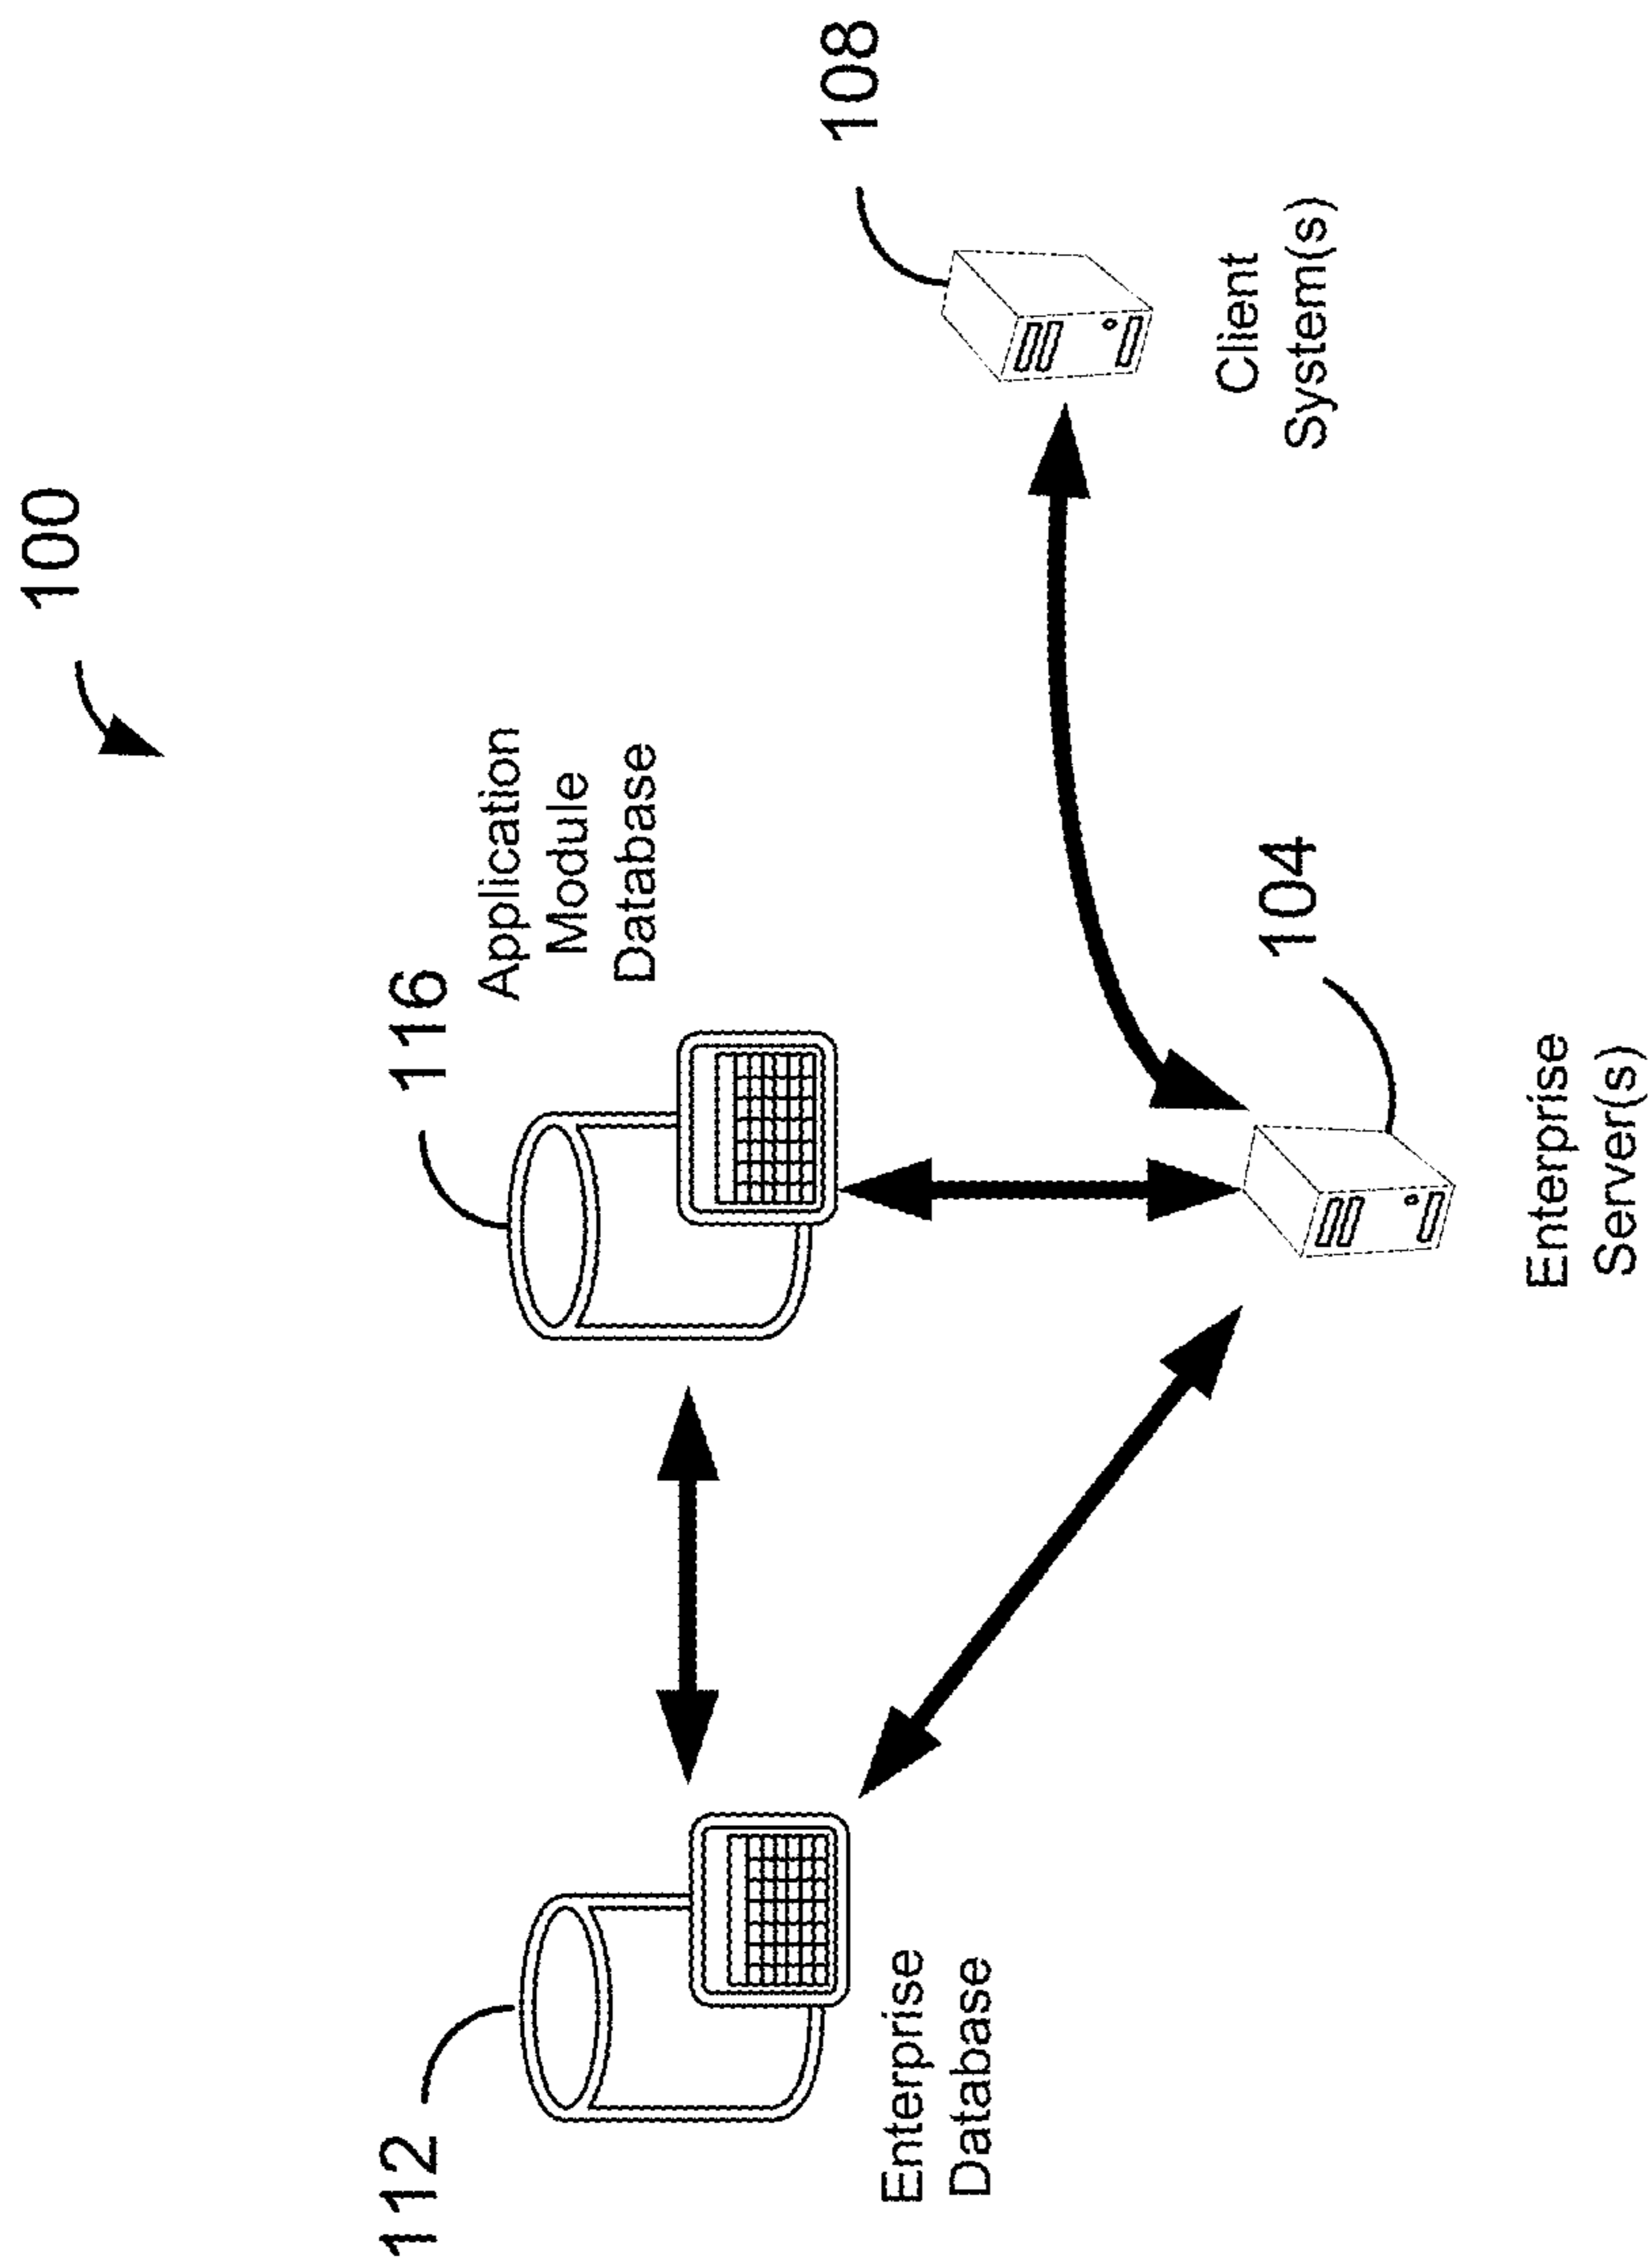 100
116
Application
Module
Database
112
Enterprise
Database
108
Client
System(s)
104
Enterprise
Server(s)